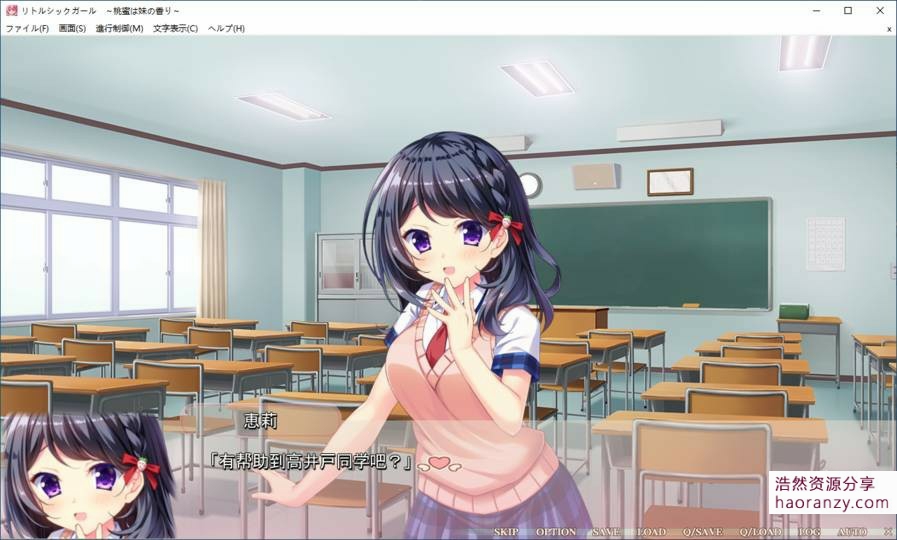 リトルシックガール　～桃蜜は妹の香り～
ファイル(F) 画面(S) 進行制御(M) 文字表示(C) ヘルプ(H)
恵莉
「有帮助到高井戸同学吧？」
浩然资源分享
haoranzy.com
SKIP OPTION SAVE LOAD Q/SAVE Q/LOAD LOG AUTO X